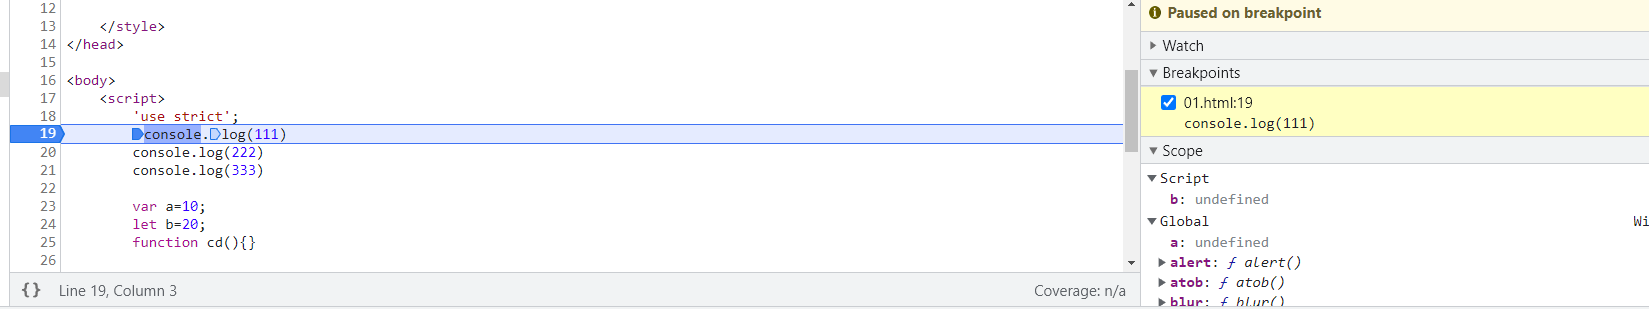 12
13 </style>
14 </head>
15
16 <body>
17 <script>
18 'use strict';
19 console.log(111)
20 console.log(222)
21 console.log(333)
22
23 var a=10;
24 let b=20;
25 function cd(){}
26
{} Line 19, Column 3 Coverage: n/a
Paused on breakpoint
Watch
Breakpoints
01.html:19
console.log(111)
Scope
Script
b: undefined
Global Wi
a: undefined
alert: ƒ alert()
atob: ƒ atob()
blur: ƒ blur()